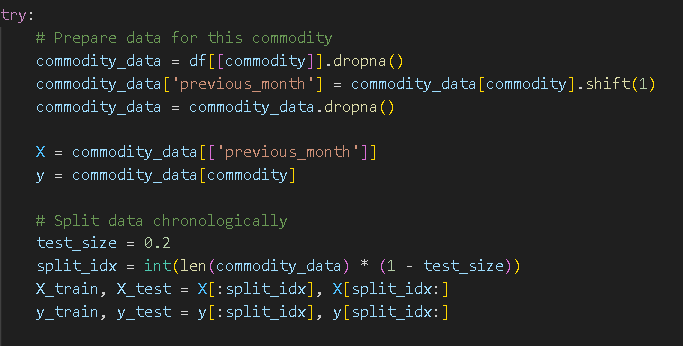 try:
# Prepare data for this commodity
commodity_data = df[[commodity]].dropna()
commodity_data['previous_month'] = commodity_data[commodity].shift(1)
commodity_data = commodity_data.dropna()
X = commodity_data[['previous_month']]
y = commodity_data[commodity]
# Split data chronologically
test_size = 0.2
split_idx = int(len(commodity_data) * (1 - test_size))
X_train, X_test = X[:split_idx], X[split_idx:]
y_train, y_test = y[:split_idx], y[split_idx:]